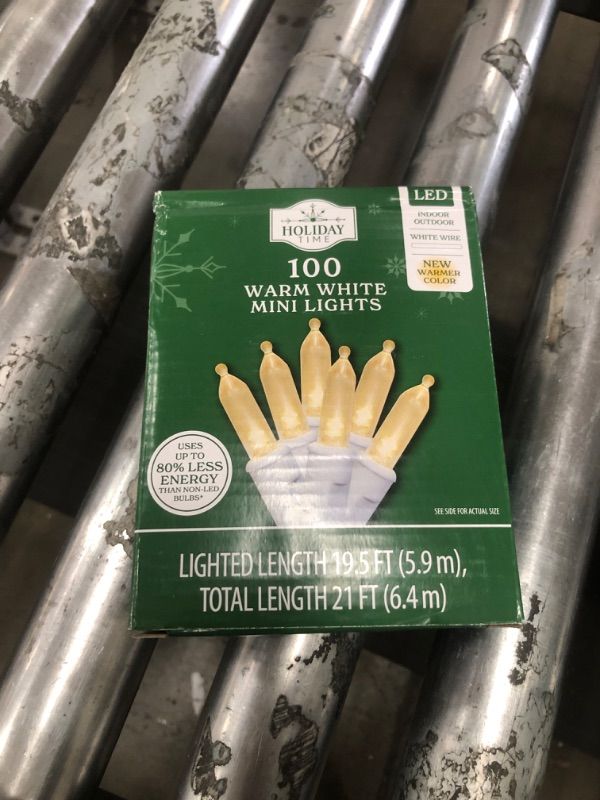 HOLIDAY
TIME
100
WARM WHITE
MINI LIGHTS
LED
INDOOR
OUTDOOR
WHITE WIRE
NEW
WARMER
COLOR
USES
UP TO
80% LESS
ENERGY
THAN NON-LED
BULBS*
SEE SIDE FOR ACTUAL SIZE
LIGHTED LENGTH 19.5 FT (5.9 m),
TOTAL LENGTH 21 FT (6.4 m)